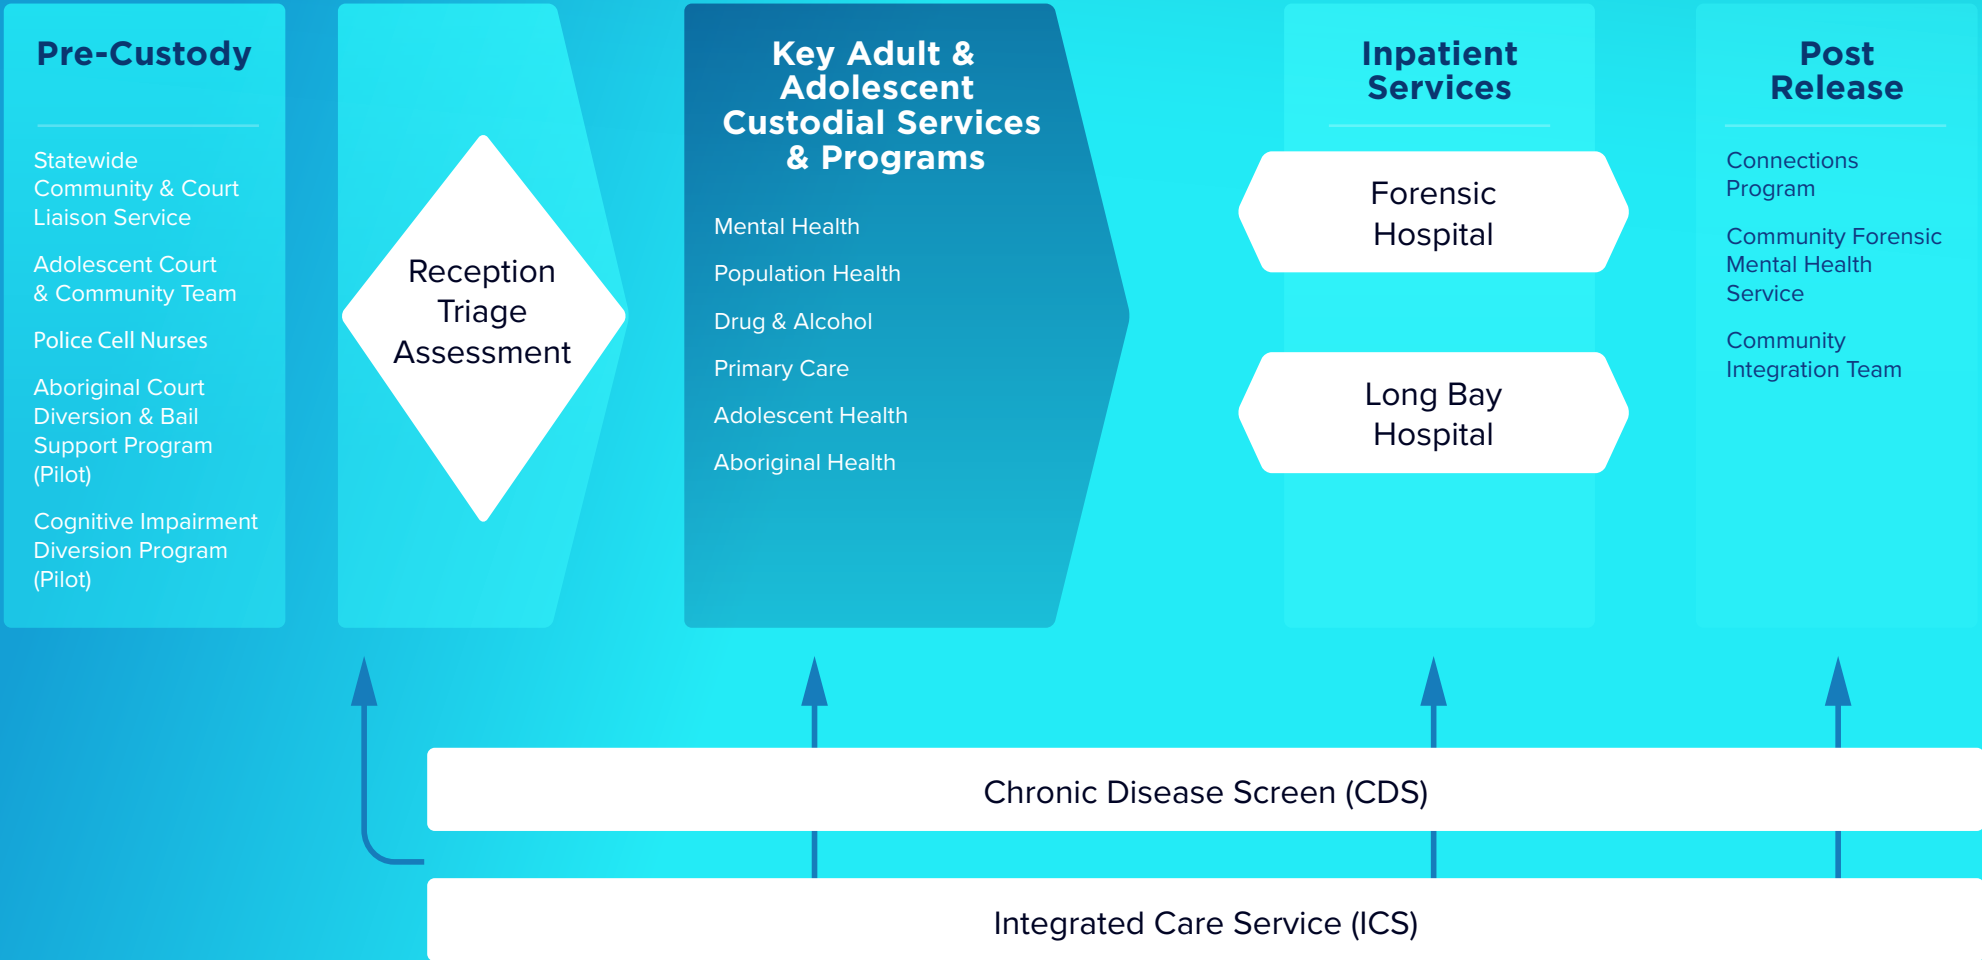 Pre-Custody
Statewide
Community & Court
Liaison Service
Adolescent Court
& Community Team
Police Cell Nurses
Aboriginal Court
Diversion & Bail
Support Program
(Pilot)
Cognitive Impairment
Diversion Program
(Pilot)
Reception
Triage
Assessment
Key Adult &
Adolescent
Custodial Services
& Programs
Mental Health
Population Health
Drug & Alcohol
Primary Care
Adolescent Health
Aboriginal Health
Inpatient
Services
Forensic
Hospital
Long Bay
Hospital
Post
Release
Connections
Program
Community Forensic
Mental Health
Service
Community
Integration Team
Chronic Disease Screen (CDS)
Integrated Care Service (ICS)